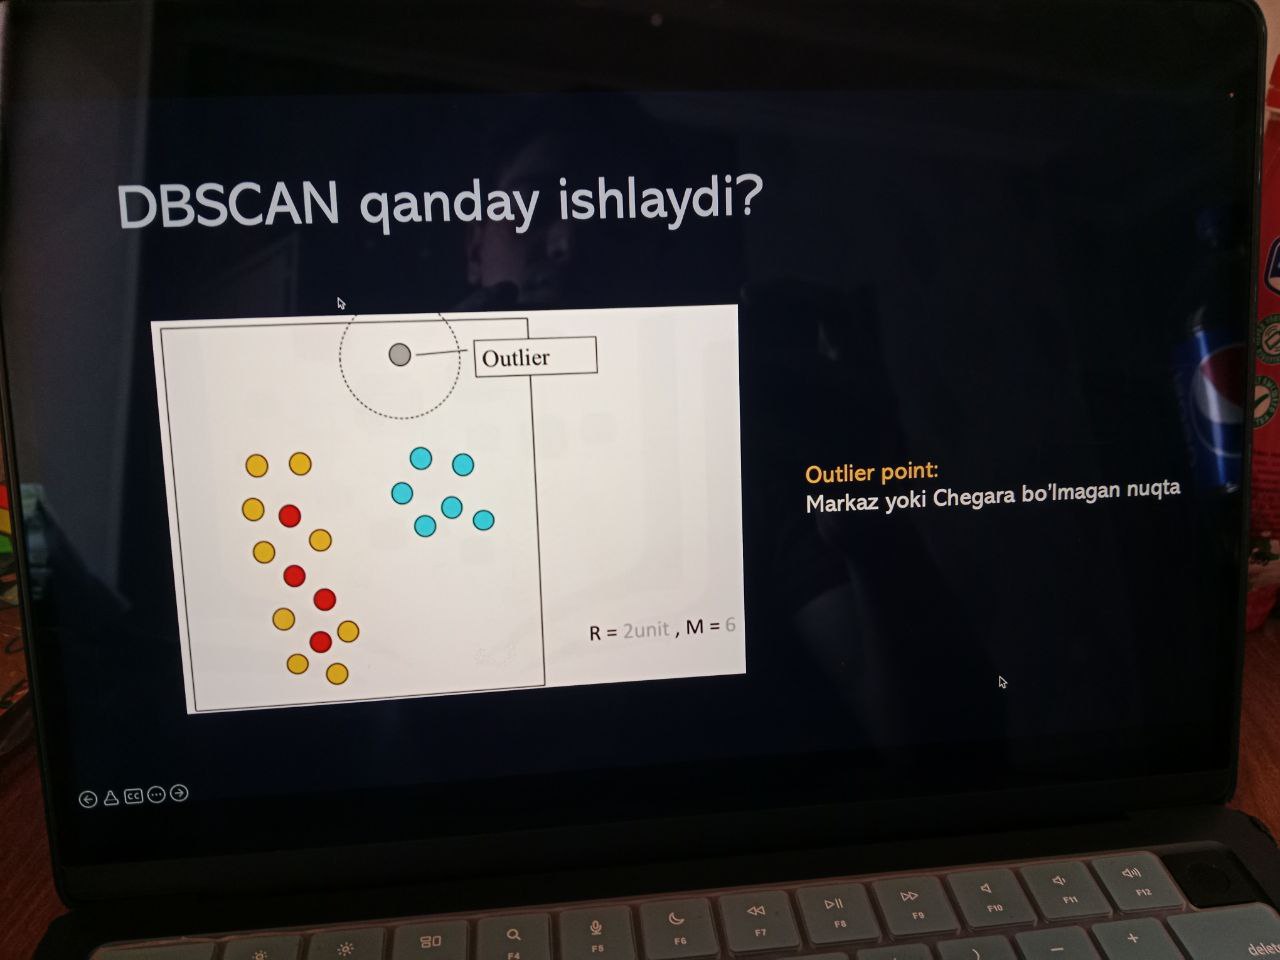 DBSCAN qanday ishlaydi?
Outlier
R = 2unit , M = 6
Outlier point:
Markaz yoki Chegara bo'lmagan nuqta
CC
F4
F5
F6
F7
F8
F9
F10
F11
F12
delete